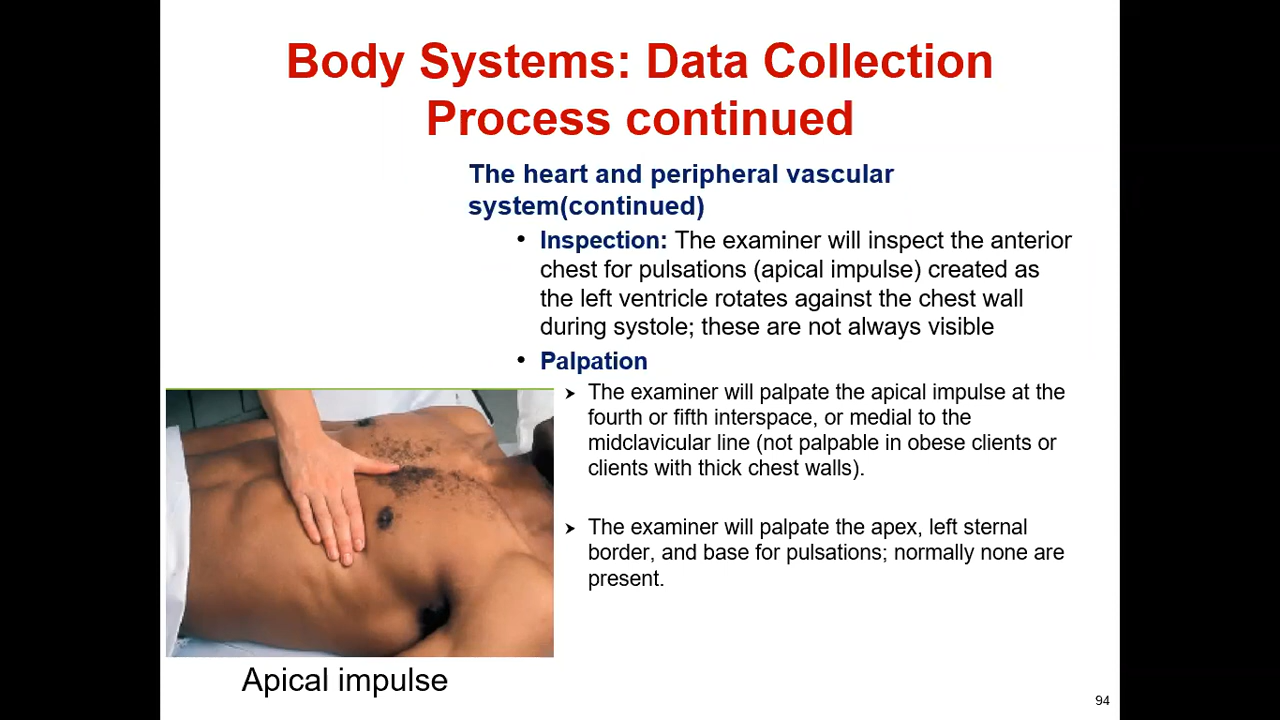 Body Systems: Data Collection
Process continued
The heart and peripheral vascular
system(continued)
• Inspection: The examiner will inspect the anterior
chest for pulsations (apical impulse) created as
the left ventricle rotates against the chest wall
during systole; these are not always visible
• Palpation
➤ The examiner will palpate the apical impulse at the
fourth or fifth interspace, or medial to the
midclavicular line (not palpable in obese clients or
clients with thick chest walls).
➤ The examiner will palpate the apex, left sternal
border, and base for pulsations; normally none are
present.
Apical impulse
94